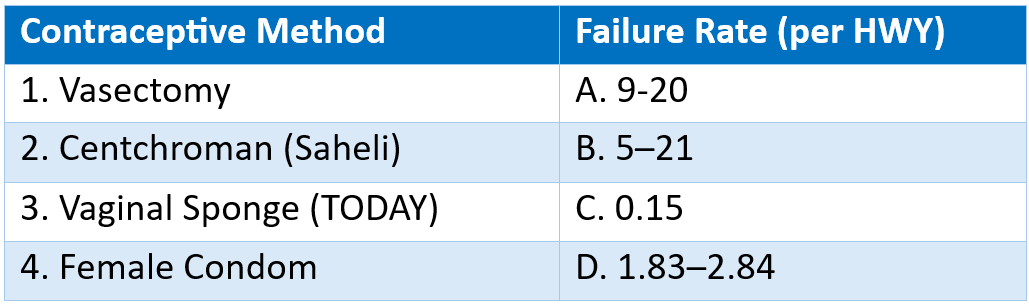 Contraceptive Method Failure Rate (per HWY)
1. Vasectomy A. 9-20
2. Centchroman (Saheli) B. 5–21
3. Vaginal Sponge (TODAY) C. 0.15
4. Female Condom D. 1.83–2.84